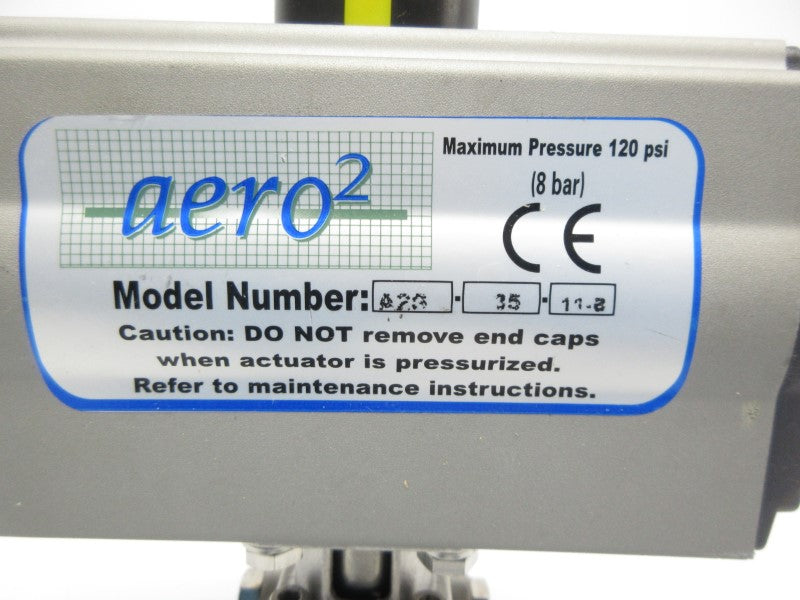 aero²
Maximum Pressure 120 psi
(8 bar)
CE
Model Number: - 35 -
Caution: DO NOT remove end caps
when actuator is pressurized.
Refer to maintenance instructions.